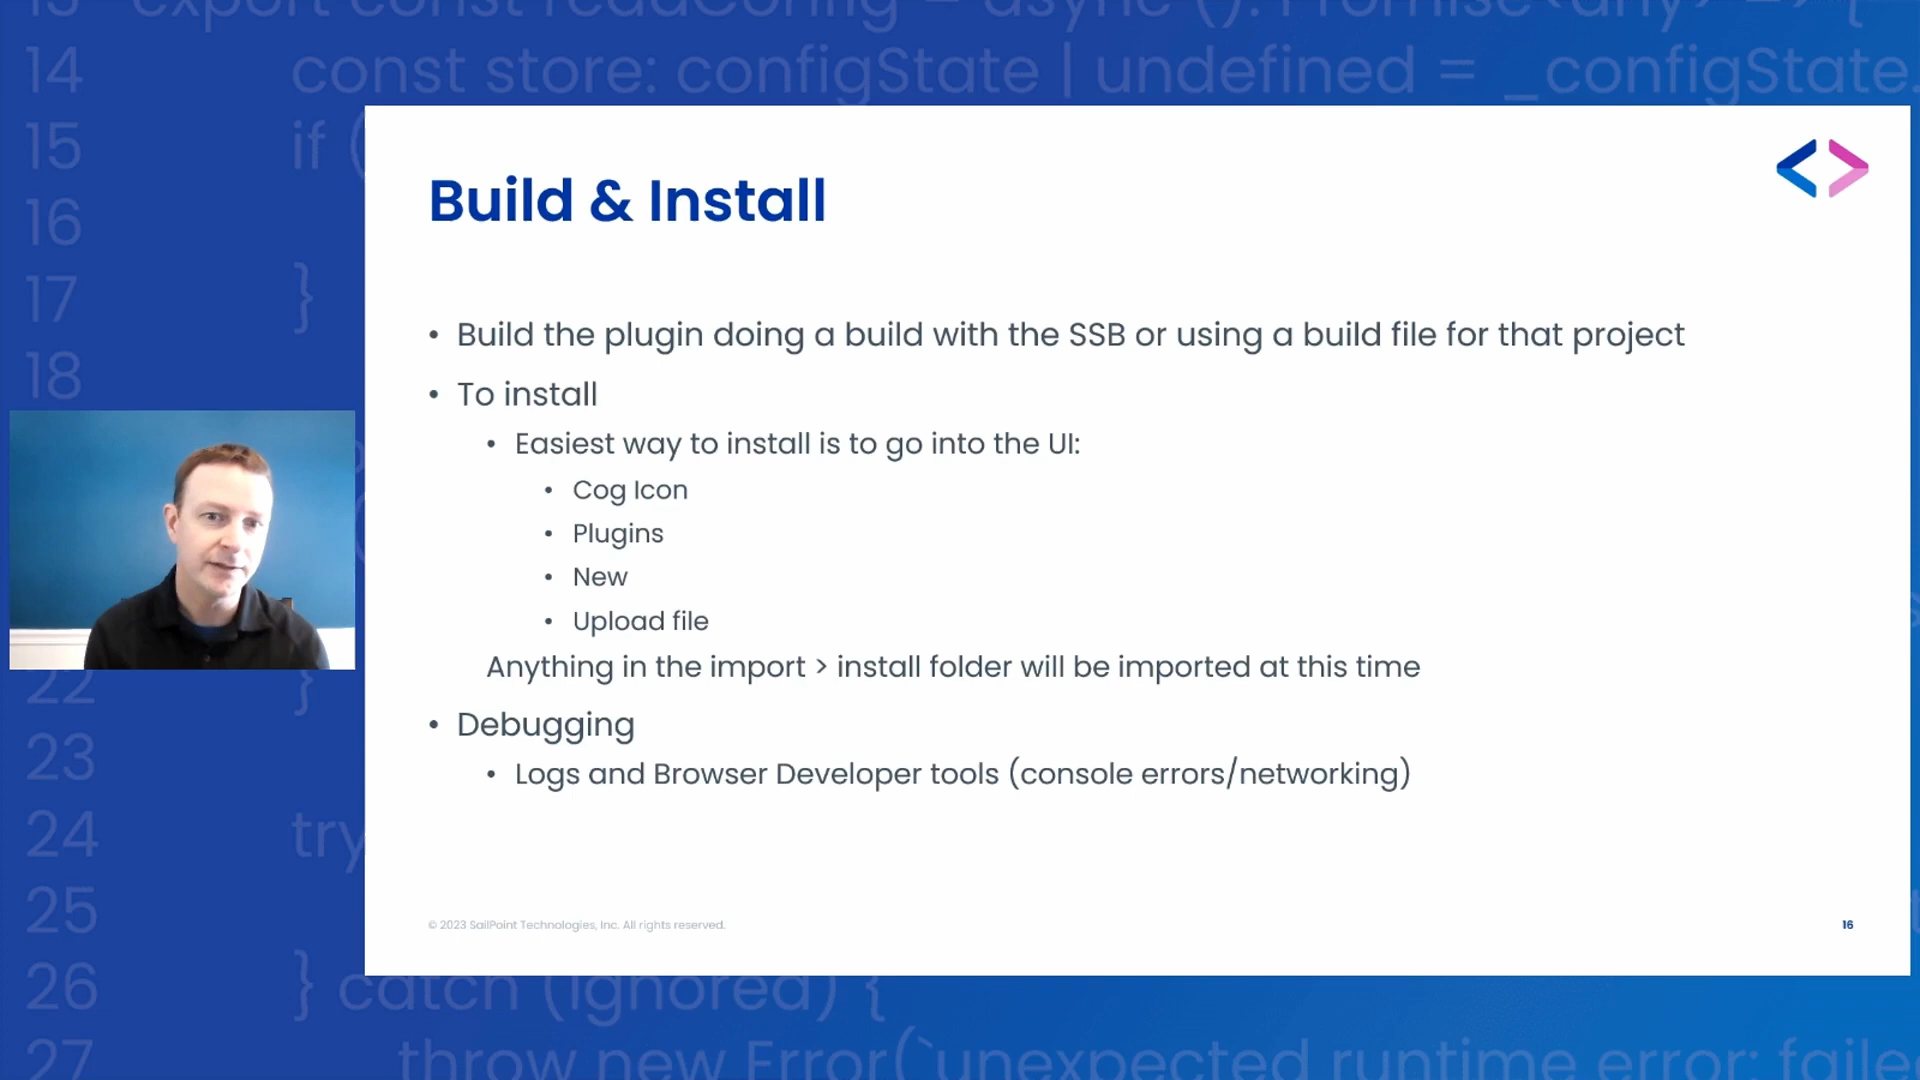 13 export const readConfig = async (): Promise<any> => {
14 const store: configState | undefined = _configState.
15 if (
16
17 }
18
Build & Install
• Build the plugin doing a build with the SSB or using a build file for that project
• To install
• Easiest way to install is to go into the UI:
• Cog Icon
• Plugins
• New
• Upload file
Anything in the import > install folder will be imported at this time
• Debugging
• Logs and Browser Developer tools (console errors/networking)
© 2023 SailPoint Technologies, Inc. All rights reserved.
16
22 }
23
24 try
25
26 } catch (ignored) {
27 throw new Error(`unexpected runtime error: faile